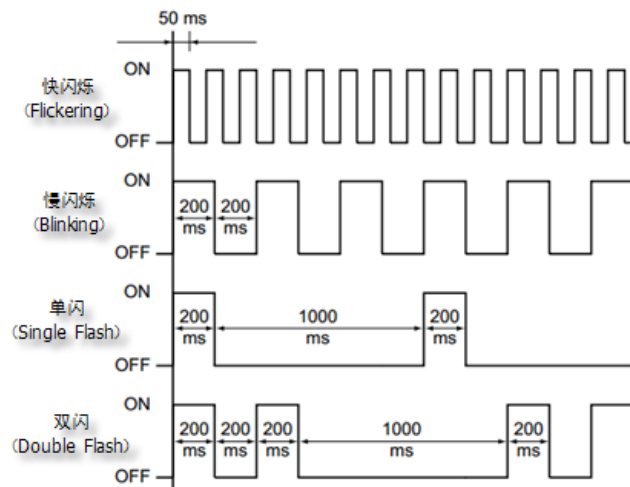 50 ms
快闪烁
(Flickering)
ON
OFF
慢闪烁
(Blinking)
ON
OFF
200
ms
200
ms
单闪
(Single Flash)
ON
OFF
200
ms
1000
ms
200
ms
双闪
(Double Flash)
ON
OFF
200
ms
200
ms
200
ms
1000
ms
200
ms